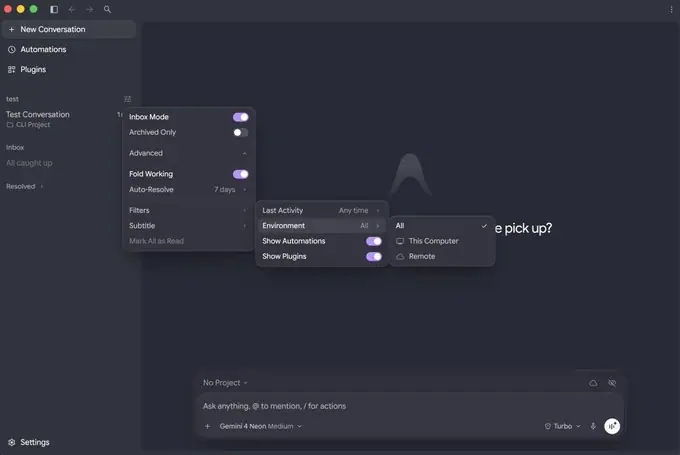 New Conversation
Automations
Plugins
test
Test Conversation
CLI Project
Inbox
All caught up
Resolved
Inbox Mode
Archived Only
Advanced
Fold Working
Auto-Resolve 7 days
Filters
Subtitle
Mark All as Read
Last Activity Any time
Environment All
Show Automations
Show Plugins
All
This Computer
Remote
pick up?
No Project
Ask anything, @ to mention, / for actions
Gemini 4 Neon Medium
Turbo
Settings